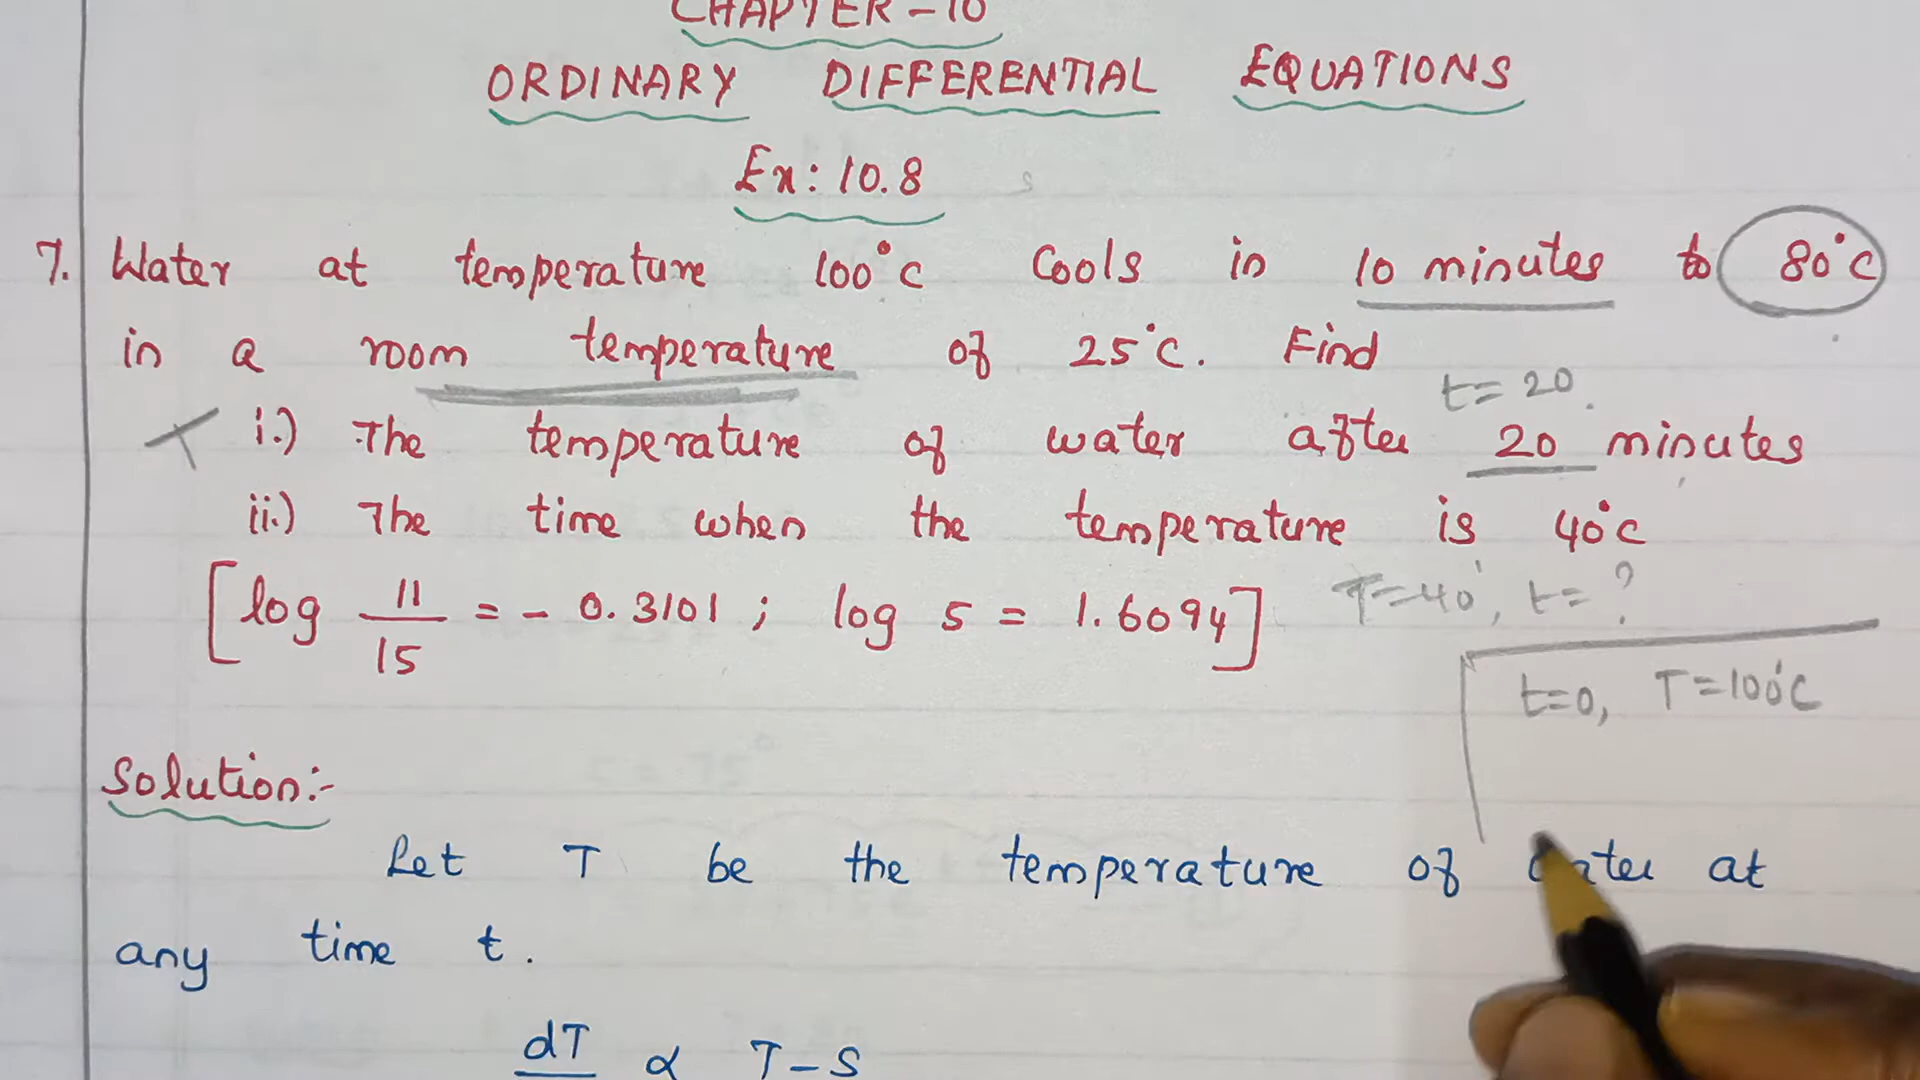 CHAPTER - 10
ORDINARY DIFFERENTIAL EQUATIONS
Ex: 10.8
7. Water at temperature 100°c Cools in 10 minutes to 80°c
in a room temperature of 25°c. Find
t= 20
i.) The temperature of water after 20 minutes
ii.) The time when the temperature is 40°c
[log 11/15 = - 0.3101 ; log 5 = 1.6094]
T=40°, t= ?
t=0, T=100°C
Solution:-
Let T be the temperature of water at
any time t.
dT ∝ T-S